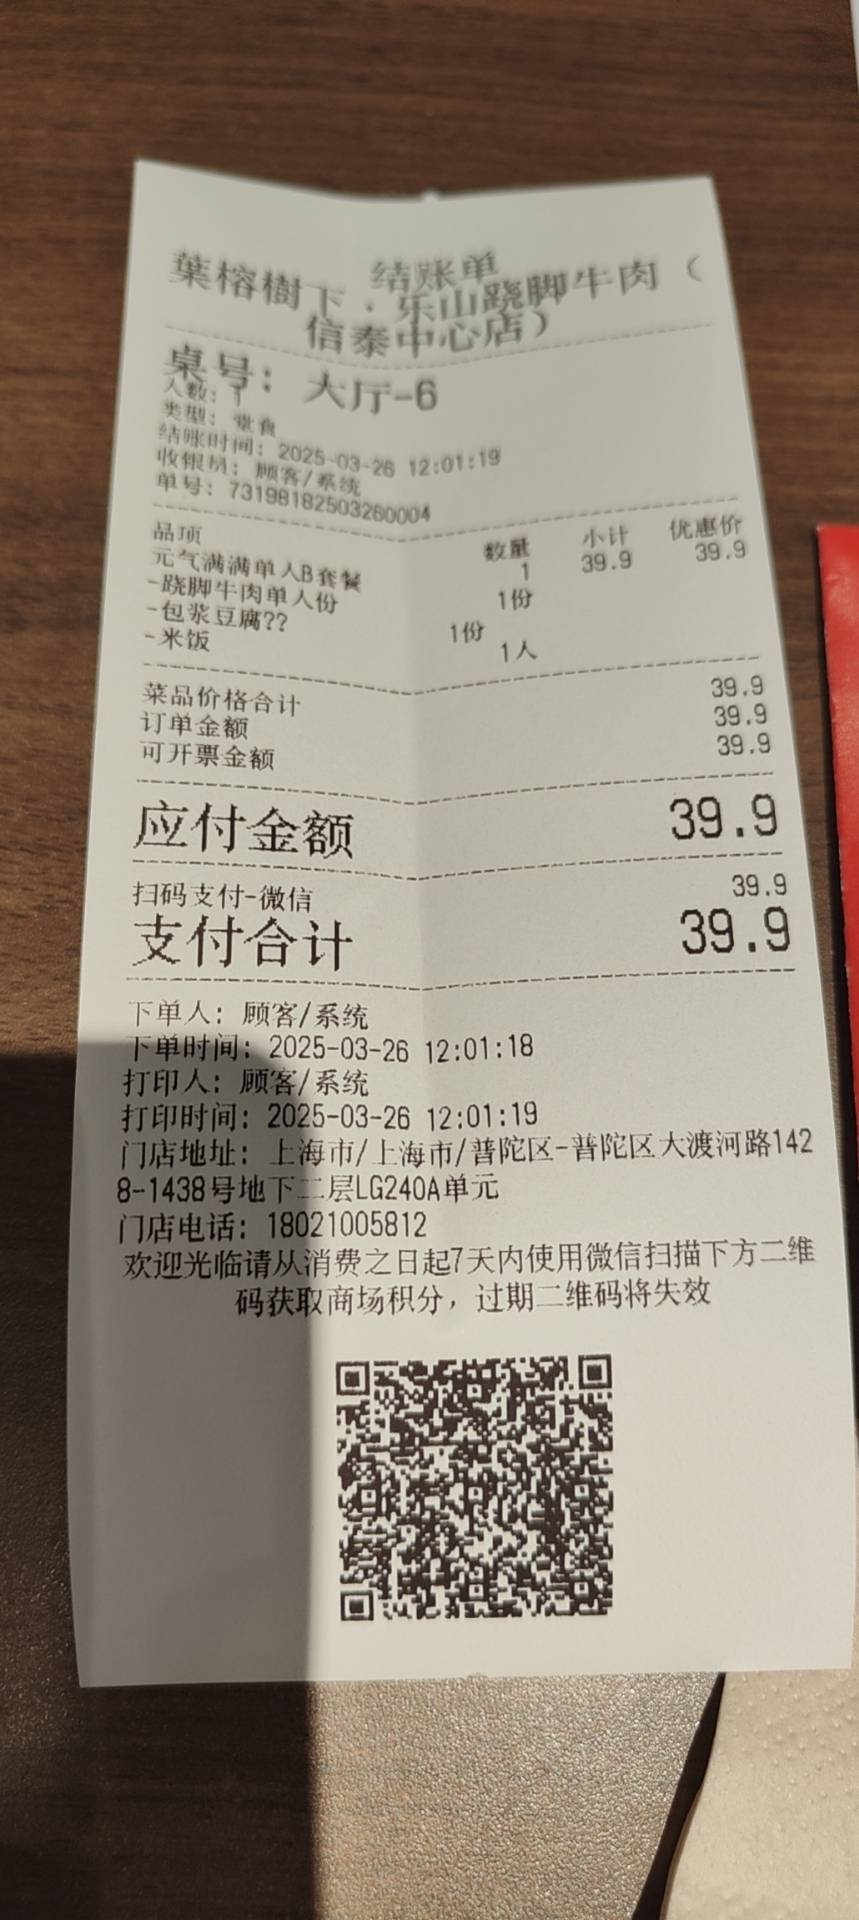 结账单
葉榕樹下·乐山跷脚牛肉（
信泰中心店）
桌号： 大厅-6
人数：1
类型：堂食
结账时间：2025-03-26 12:01:19
收银员：顾客/系统
单号：73198182503260004
品项 数量 小计 优惠价
元气满满单人B套餐 1 39.9 39.9
-跷脚牛肉单人份 1份
-包浆豆腐?? 1份
-米饭 1人
菜品价格合计 39.9
订单金额 39.9
可开票金额 39.9
应付金额 39.9
扫码支付-微信 39.9
支付合计 39.9
下单人：顾客/系统
下单时间：2025-03-26 12:01:18
打印人：顾客/系统
打印时间：2025-03-26 12:01:19
门店地址：上海市/上海市/普陀区-普陀区大渡河路142
8-1438号地下二层LG240A单元
门店电话：18021005812
欢迎光临请从消费之日起7天内使用微信扫描下方二维
码获取商场积分，过期二维码将失效